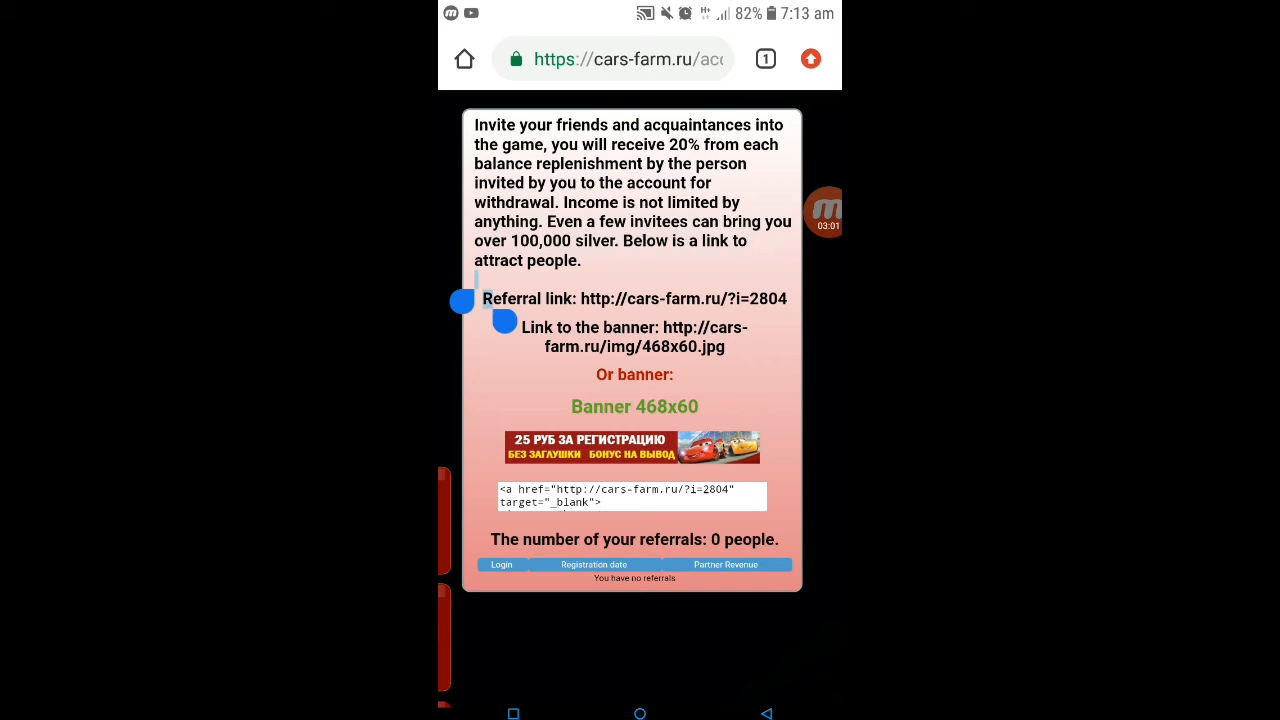 82% 7:13 am
https://cars-farm.ru/acc
1
Invite your friends and acquaintances into
the game, you will receive 20% from each
balance replenishment by the person
invited by you to the account for
withdrawal. Income is not limited by
anything. Even a few invitees can bring you
over 100,000 silver. Below is a link to
attract people.
03:01
Referral link: http://cars-farm.ru/?i=2804
Link to the banner: http://cars-
farm.ru/img/468x60.jpg
Or banner:
Banner 468x60
25 РУБ ЗА РЕГИСТРАЦИЮ
БЕЗ ЗАГЛУШКИ БОНУС НА ВЫВОД
<a href="http://cars-farm.ru/?i=2804"
target="_blank">
The number of your referrals: 0 people.
Login Registration date Partner Revenue
You have no referrals